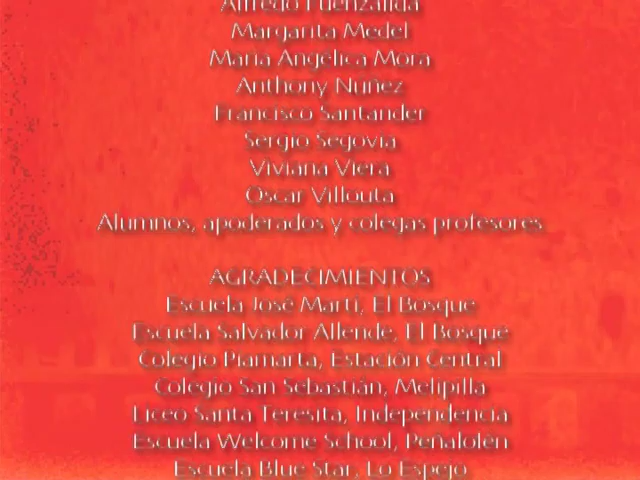 Alfredo Fuenzalida
Margarita Medel
María Angélica Mora
Anthony Nuñez
Francisco Santander
Sergio Segovia
Viviana Viera
Oscar Villouta
Alumnos, apoderados y colegas profesores
AGRADECIMIENTOS
Escuela José Martí, El Bosque
Escuela Salvador Allende, El Bosque
Colegio Piamarta, Estación Central
Colegio San Sebastián, Melipilla
Liceo Santa Teresita, Independencia
Escuela Welcome School, Peñalolén
Escuela Blue Star, Lo Espejo